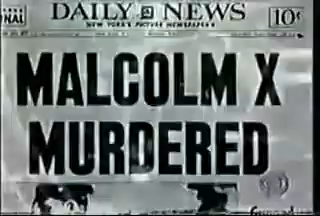 DAILY NEWS
NEW YORK'S PICTURE NEWSPAPER
10¢
MALCOLM X
MURDERED